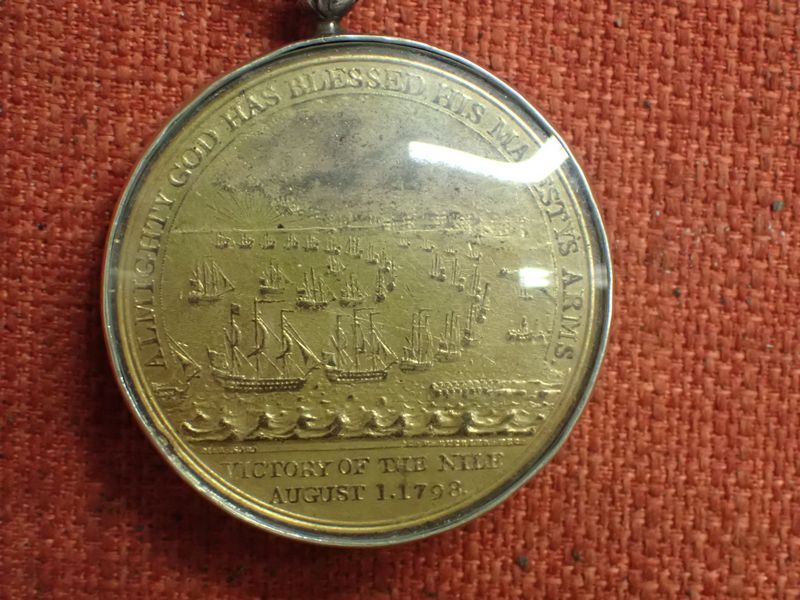 ALMIGHTY GOD HAS BLESSED HIS MAJESTY'S ARMS
VICTORY OF THE NILE
AUGUST 1.1798.